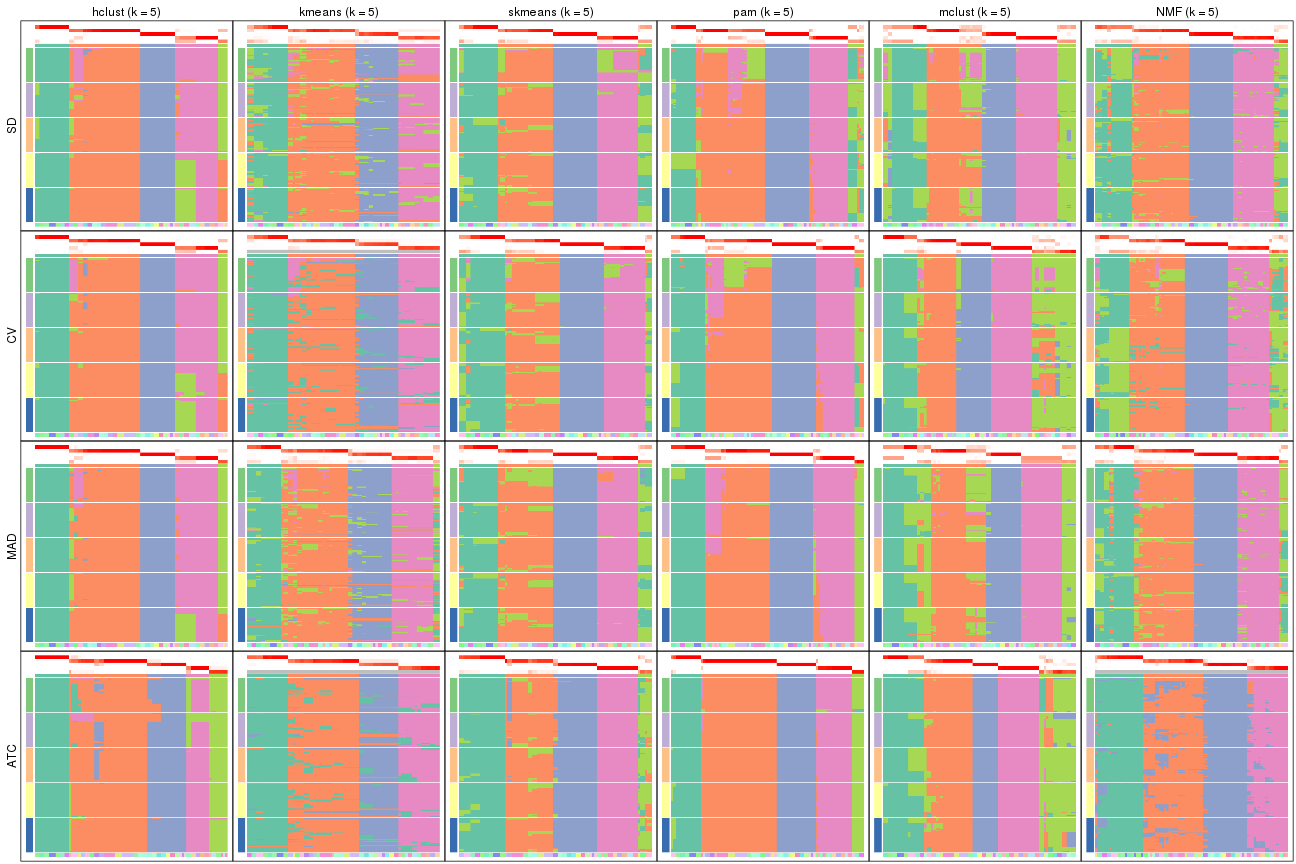 hclust (k = 5) kmeans (k = 5) skmeans (k = 5) pam (k = 5) mclust (k = 5) NMF (k = 5)
SD
CV
MAD
ATC